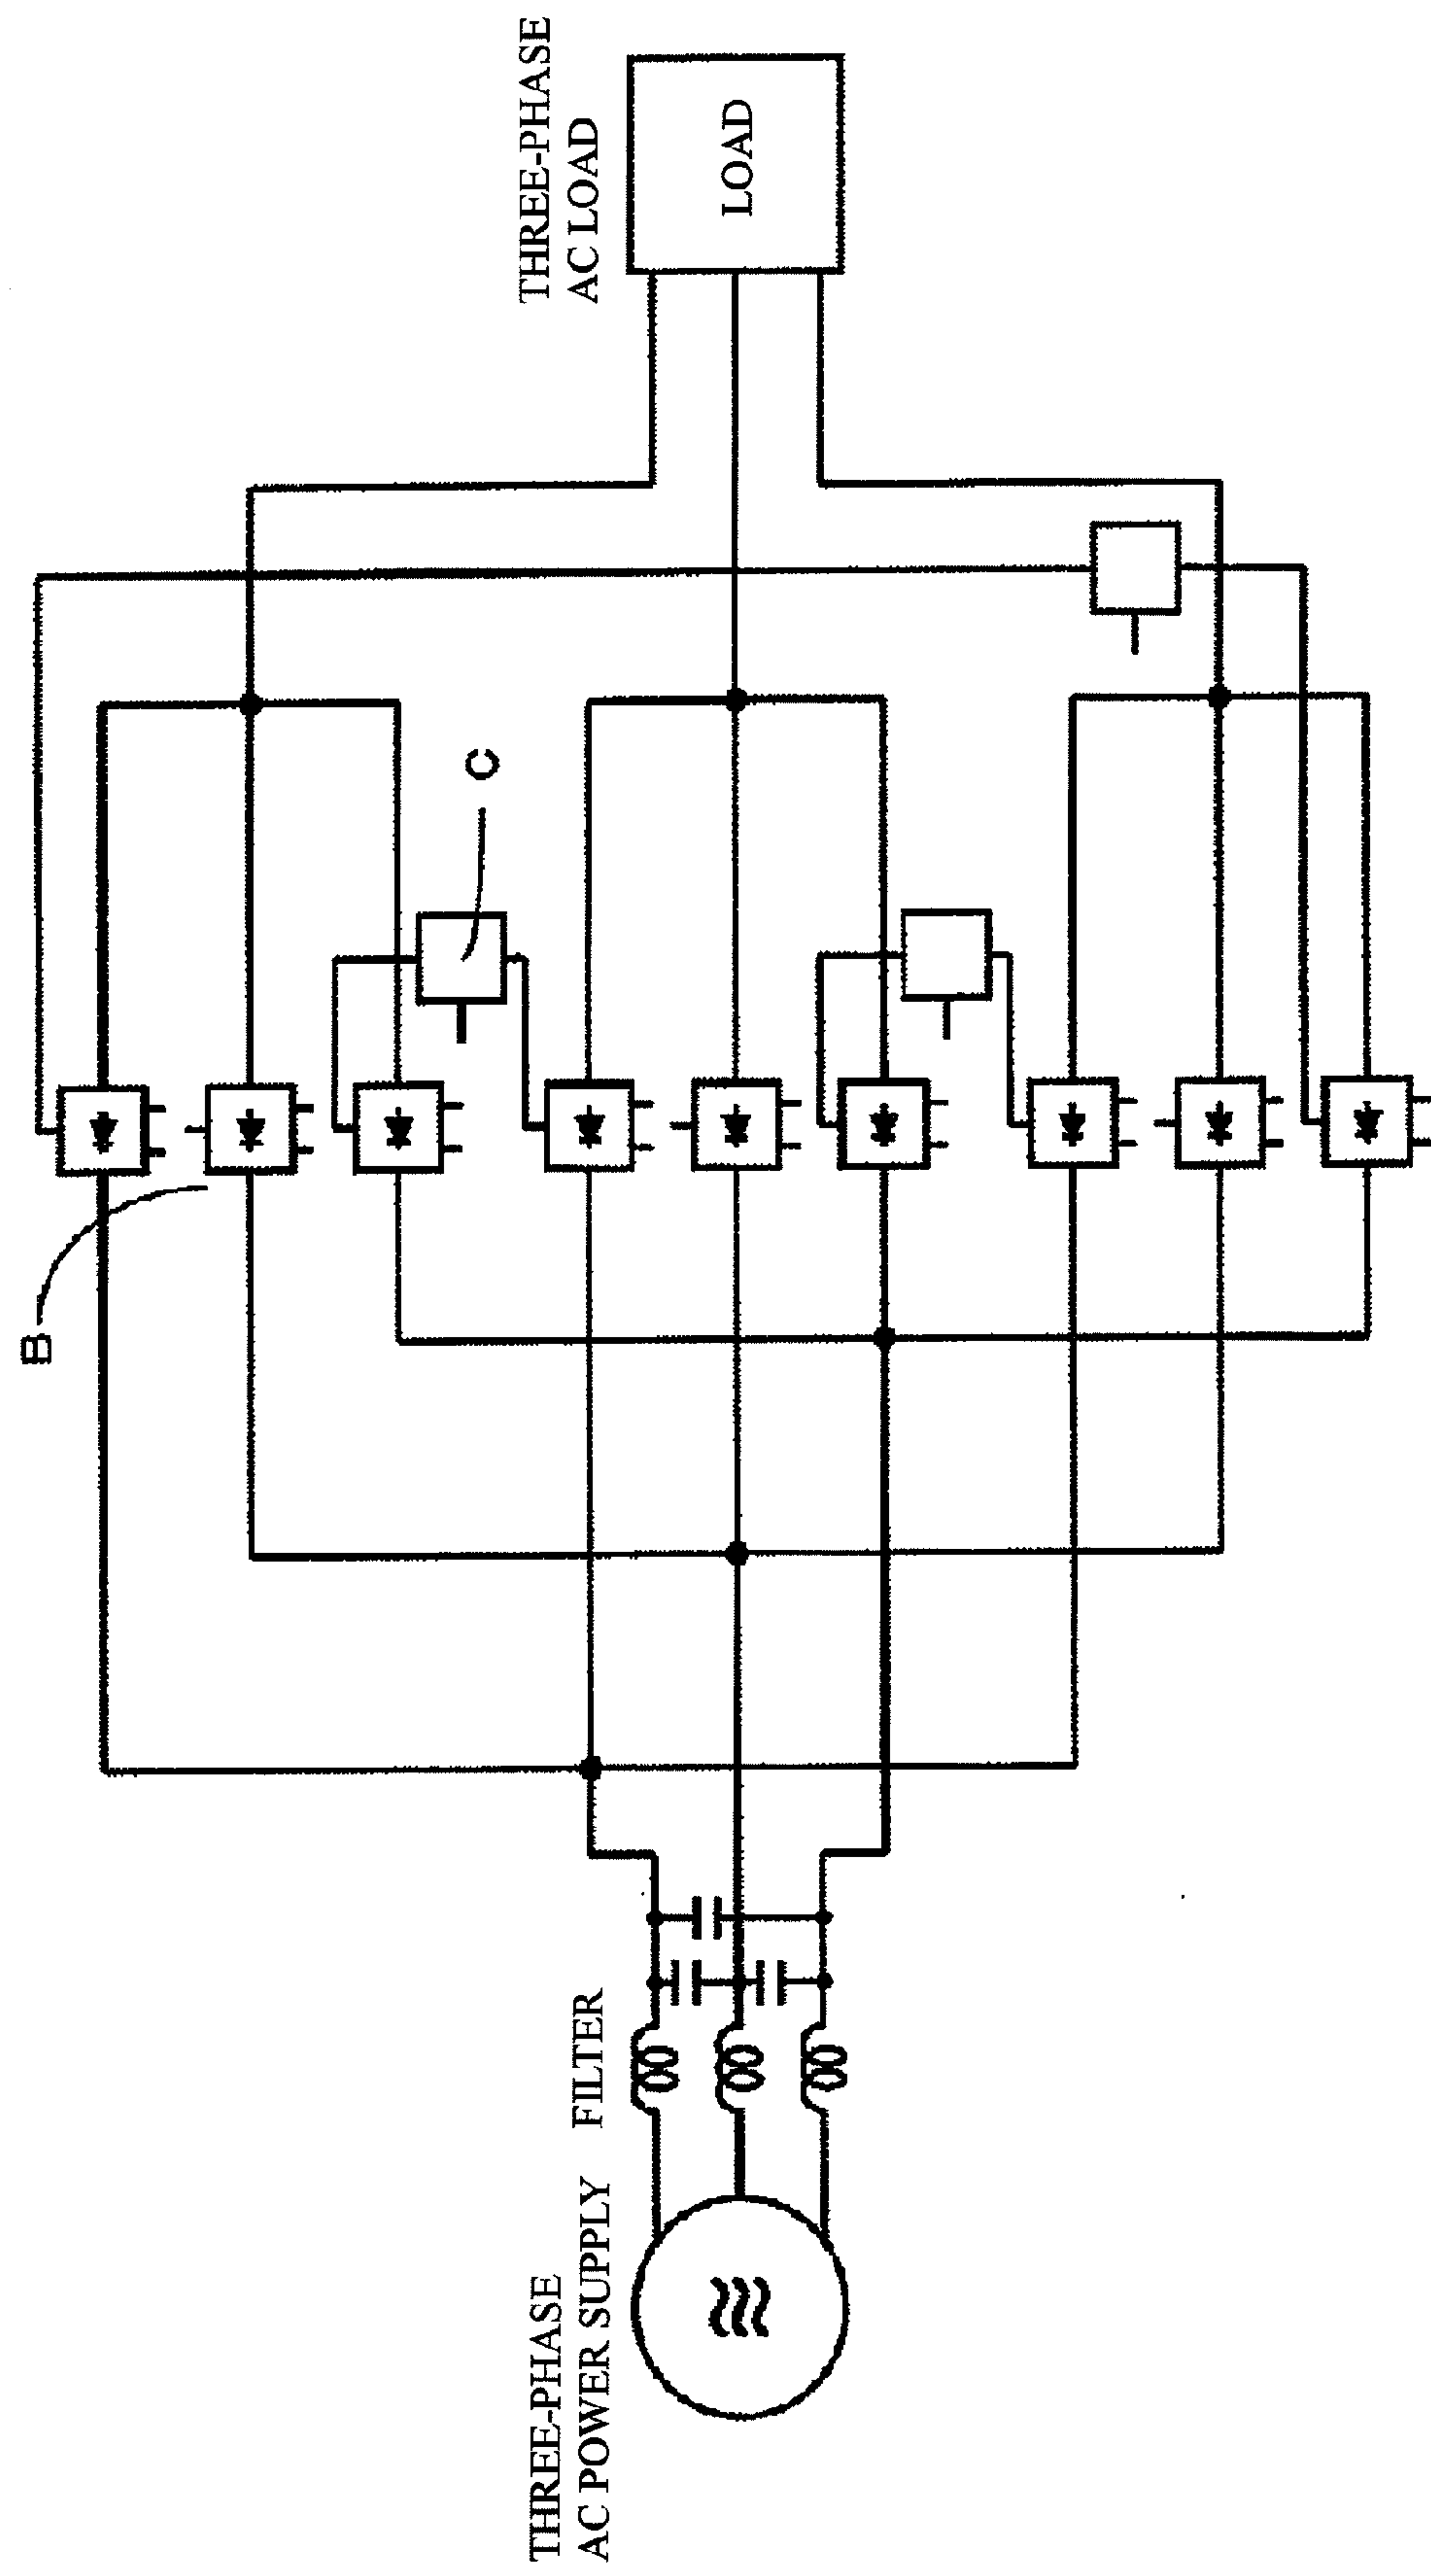 THREE-PHASE
AC POWER SUPPLY
FILTER
B
C
THREE-PHASE
AC LOAD
LOAD